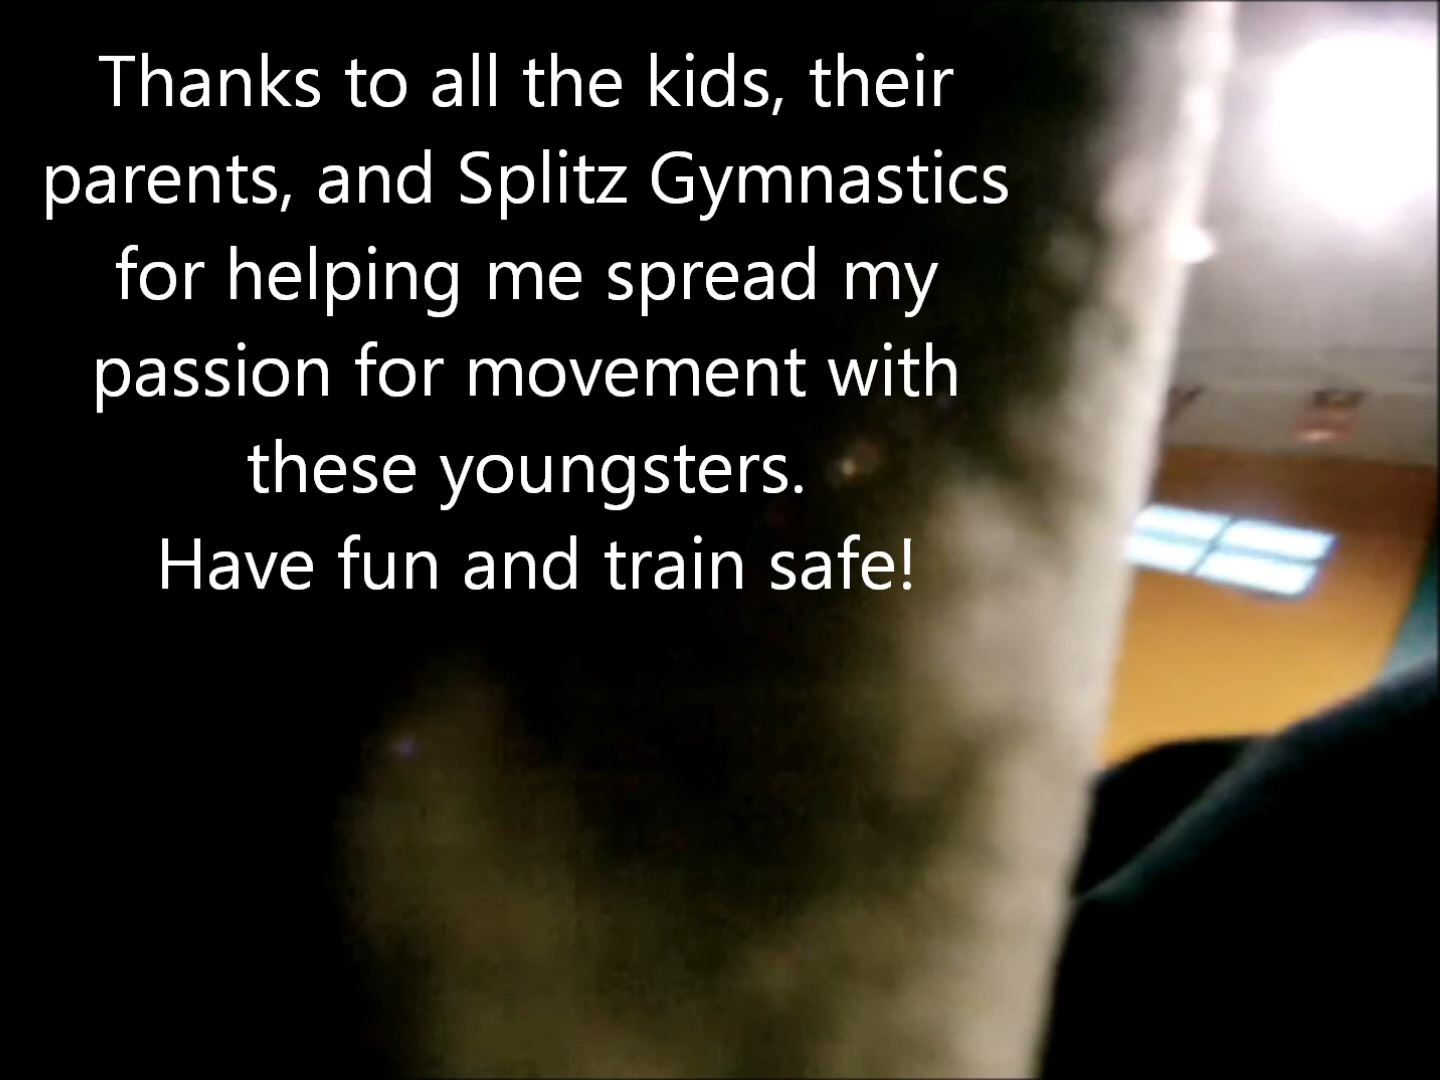 Thanks to all the kids, their
parents, and Splitz Gymnastics
for helping me spread my
passion for movement with
these youngsters.
Have fun and train safe!